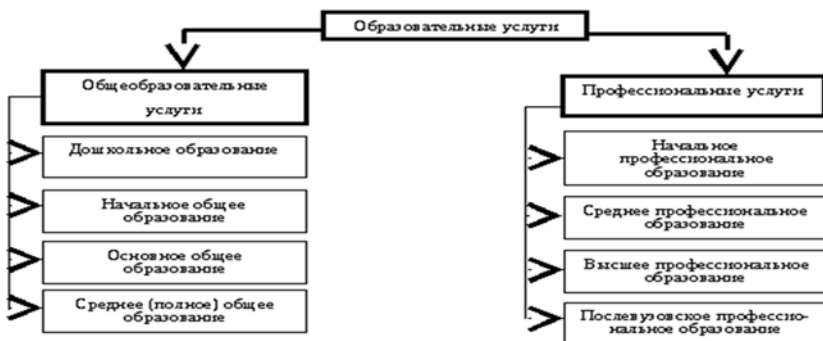 Образовательные услуги
Общеобразовательные
услуги
Дошкольное образование
Начальное общее
образование
Основное общее
образование
Среднее (полное) общее
образование
Профессиональные услуги
Начальное
профессиональное
образование
Среднее профессиональное
образование
Высшее профессиональное
образование
Послевузовское професcио-
нальное образование